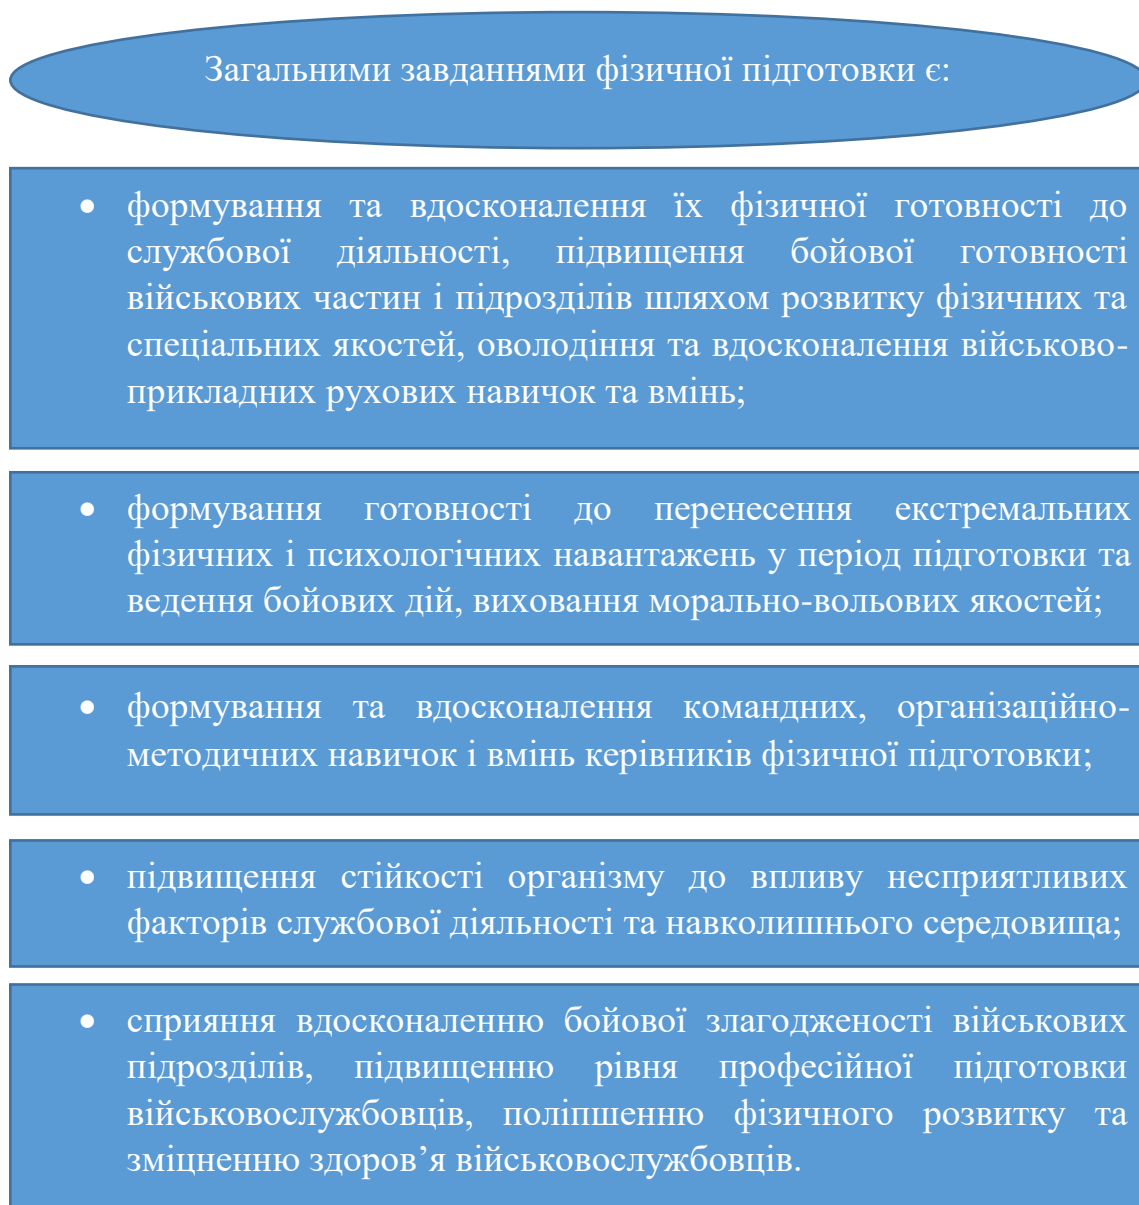 Загальними завданнями фізичної підготовки є:
• формування та вдосконалення їх фізичної готовності до
службової діяльності, підвищення бойової готовності
військових частин і підрозділів шляхом розвитку фізичних та
спеціальних якостей, оволодіння та вдосконалення військово-
прикладних рухових навичок та вмінь;
• формування готовності до перенесення екстремальних
фізичних і психологічних навантажень у період підготовки та
ведення бойових дій, виховання морально-вольових якостей;
• формування та вдосконалення командних, організаційно-
методичних навичок і вмінь керівників фізичної підготовки;
• підвищення стійкості організму до впливу несприятливих
факторів службової діяльності та навколишнього середовища;
• сприяння вдосконаленню бойової злагодженості військових
підрозділів, підвищенню рівня професійної підготовки
військовослужбовців, поліпшенню фізичного розвитку та
зміцненню здоров’я військовослужбовців.